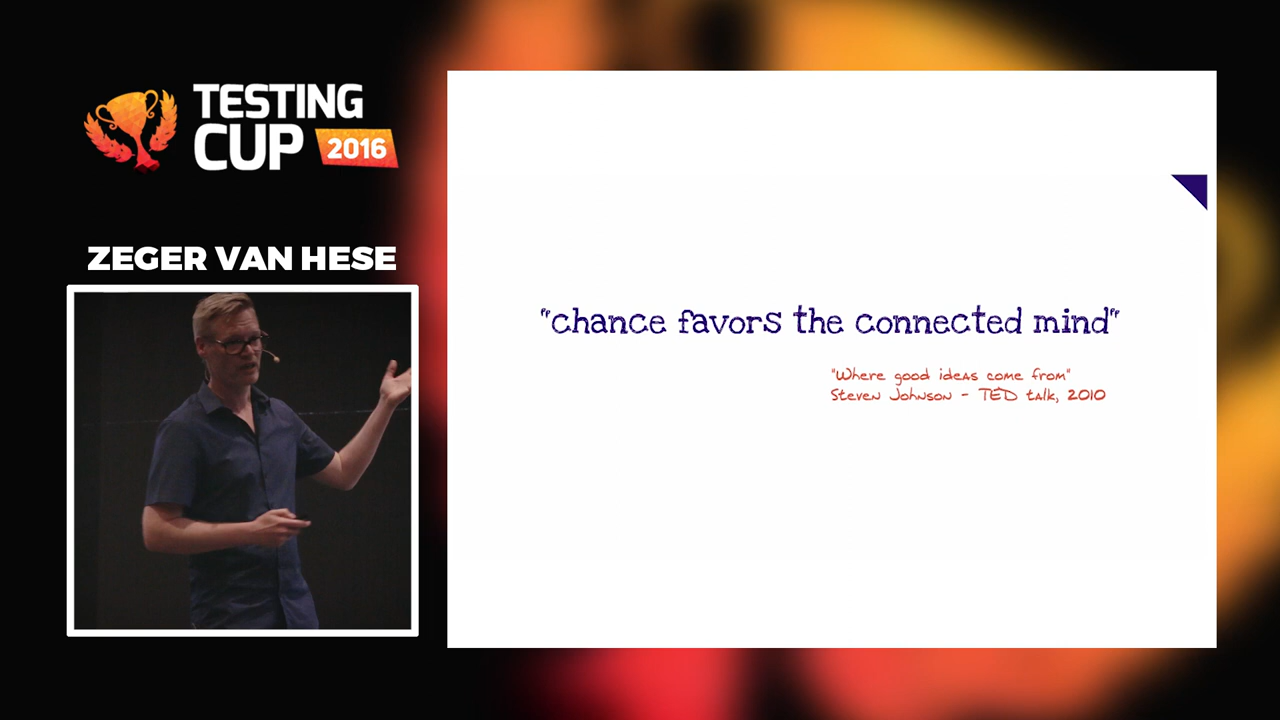 TESTING
CUP 2016
ZEGER VAN HESE
"chance favors the connected mind"
"Where good ideas come from"
Steven Johnson - TED talk, 2010